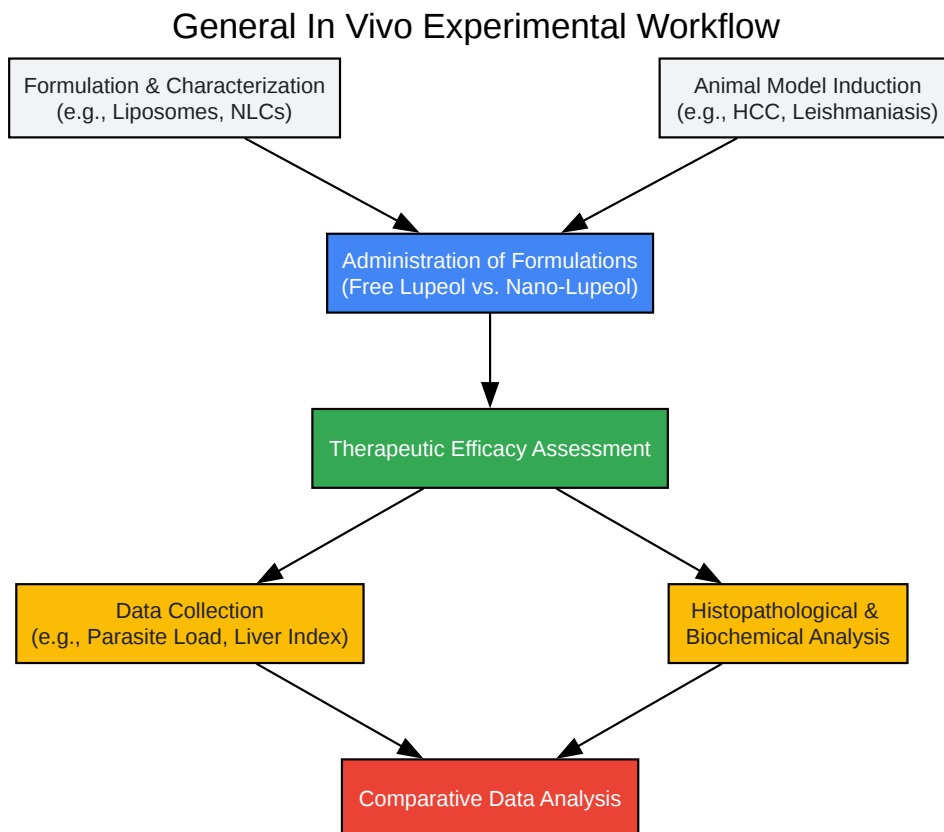 General In Vivo Experimental Workflow
Formulation & Characterization
(e.g., Liposomes, NLCs)
Animal Model Induction
(e.g., HCC, Leishmaniasis)
Administration of Formulations
(Free Lupeol vs. Nano-Lupeol)
Therapeutic Efficacy Assessment
Data Collection
(e.g., Parasite Load, Liver Index)
Histopathological &
Biochemical Analysis
Comparative Data Analysis